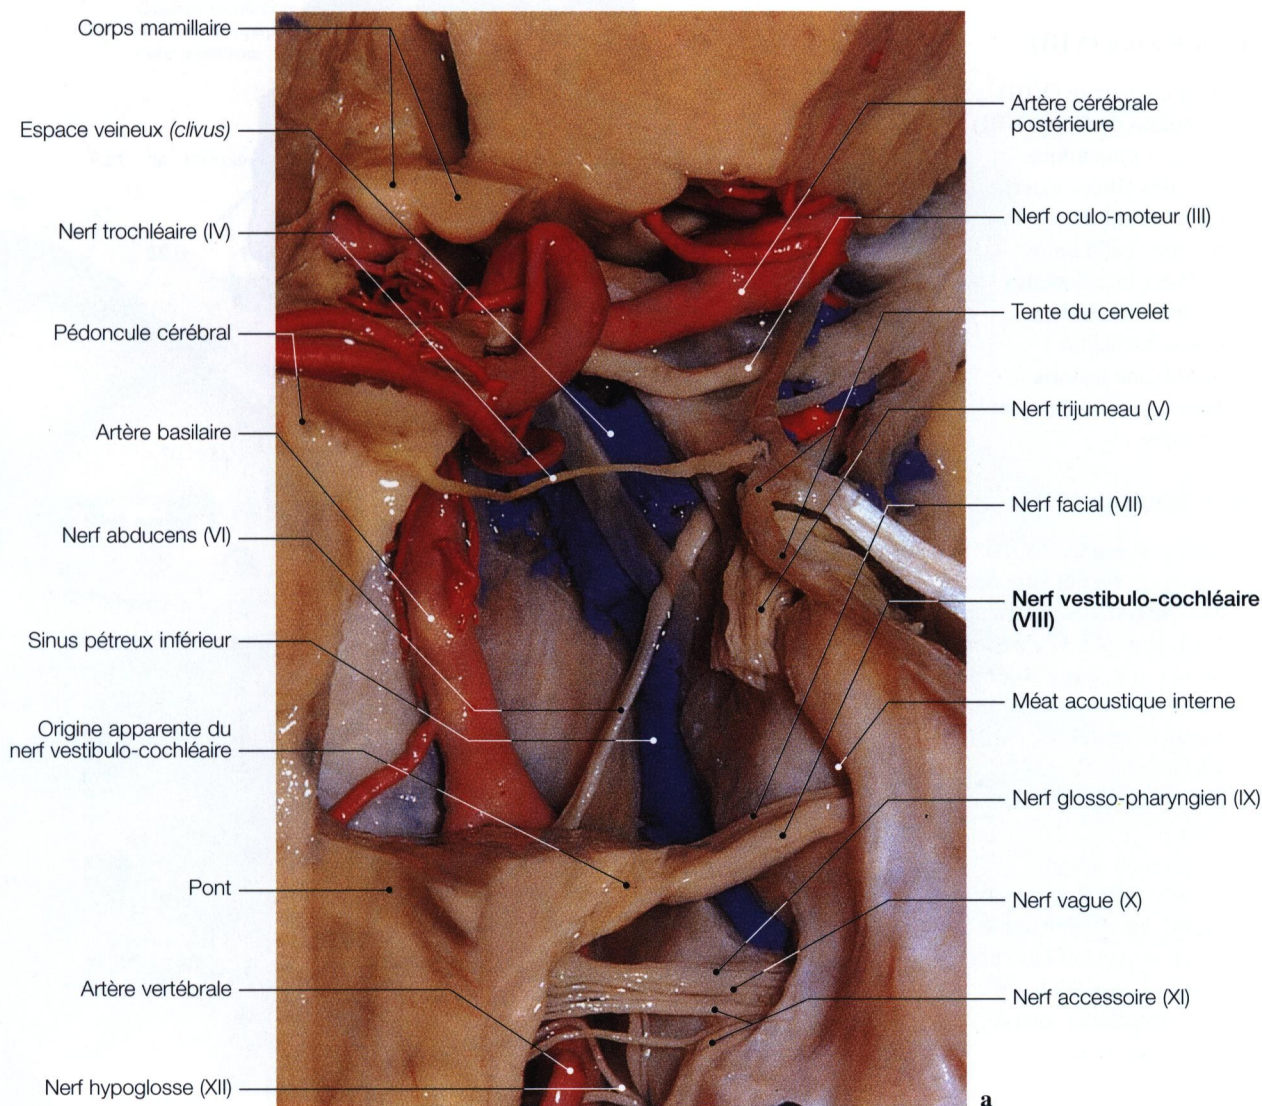 Corps mamillaire
Espace veineux (clivus)
Nerf trochléaire (IV)
Pédoncule cérébral
Artère basilaire
Nerf abducens (VI)
Sinus pétreux inférieur
Origine apparente du
nerf vestibulo-cochléaire
Pont
Artère vertébrale
Nerf hypoglosse (XII)
Artère cérébrale
postérieure
Nerf oculo-moteur (III)
Tente du cervelet
Nerf trijumeau (V)
Nerf facial (VII)
Nerf vestibulo-cochléaire
(VIII)
Méat acoustique interne
Nerf glosso-pharyngien (IX)
Nerf vague (X)
Nerf accessoire (XI)
a